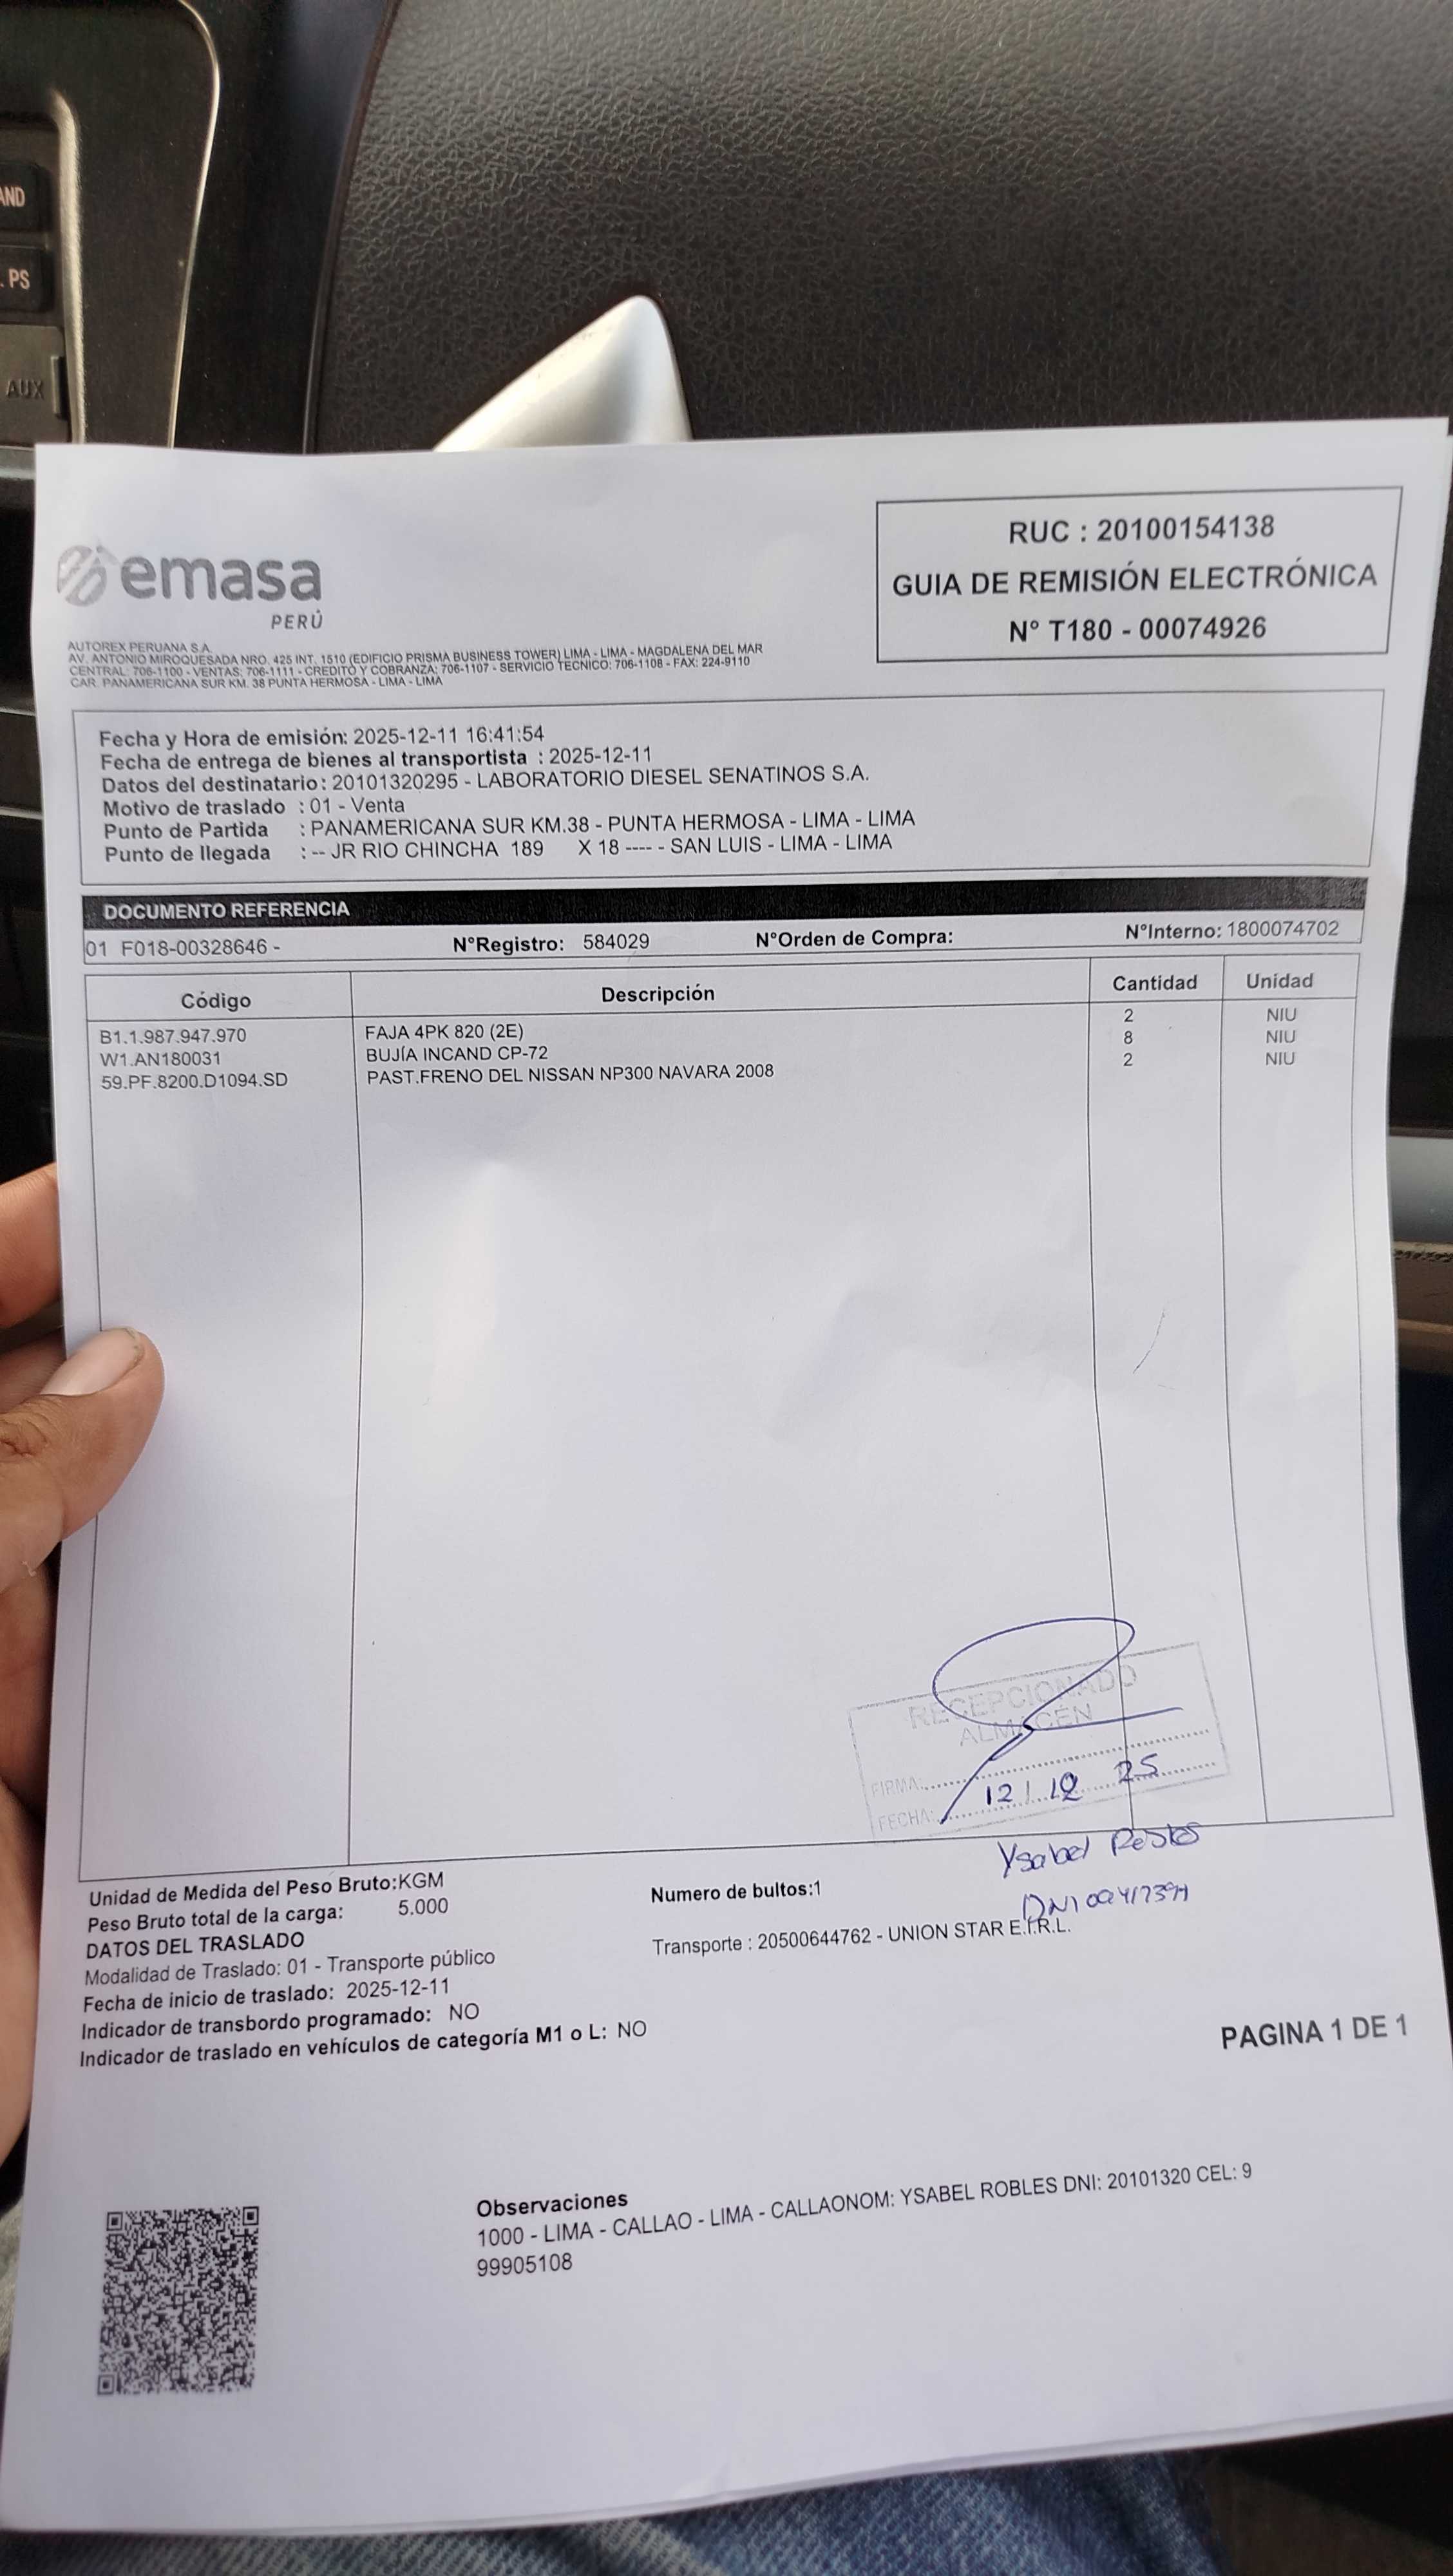 AND
. PS
AUX
emasa
PERÚ
RUC : 20100154138
GUIA DE REMISIÓN ELECTRÓNICA
N° T180 - 00074926
AUTOREX PERUANA S.A.
AV. ANTONIO MIROQUESADA NRO. 425 INT. 1510 (EDIFICIO PRISMA BUSINESS TOWER) LIMA - LIMA - MAGDALENA DEL MAR
CENTRAL: 706-1100 - VENTAS: 706-1111 - CREDITO Y COBRANZA: 706-1107 - SERVICIO TECNICO: 706-1108 - FAX: 224-9110
CAR. PANAMERICANA SUR KM. 38 PUNTA HERMOSA - LIMA - LIMA
Fecha y Hora de emisión: 2025-12-11 16:41:54
Fecha de entrega de bienes al transportista : 2025-12-11
Datos del destinatario: 20101320295 - LABORATORIO DIESEL SENATINOS S.A.
Motivo de traslado : 01 - Venta
Punto de Partida : PANAMERICANA SUR KM.38 - PUNTA HERMOSA - LIMA - LIMA
Punto de llegada : -- JR RIO CHINCHA 189 X 18 ---- - SAN LUIS - LIMA - LIMA
DOCUMENTO REFERENCIA
01 F018-00328646 - N°Registro: 584029 N°Orden de Compra: N°Interno: 1800074702
Código Descripción Cantidad Unidad
B1.1.987.947.970 FAJA 4PK 820 (2E) 2 NIU
W1.AN180031 BUJÍA INCAND CP-72 8 NIU
59.PF.8200.D1094.SD PAST.FRENO DEL NISSAN NP300 NAVARA 2008 2 NIU
RECEPCIONADO
ALMACÉN
FIRMA:
FECHA: 12/12 25
Ysabel Robles
DNI
Unidad de Medida del Peso Bruto:KGM
Peso Bruto total de la carga: 5.000
Numero de bultos:1
DATOS DEL TRASLADO
Transporte : 20500644762 - UNION STAR E.I.R.L.
Modalidad de Traslado: 01 - Transporte público
Fecha de inicio de traslado: 2025-12-11
Indicador de transbordo programado: NO
Indicador de traslado en vehículos de categoría M1 o L: NO
PAGINA 1 DE 1
Observaciones
1000 - LIMA - CALLAO - LIMA - CALLAONOM: YSABEL ROBLES DNI: 20101320 CEL: 9
99905108